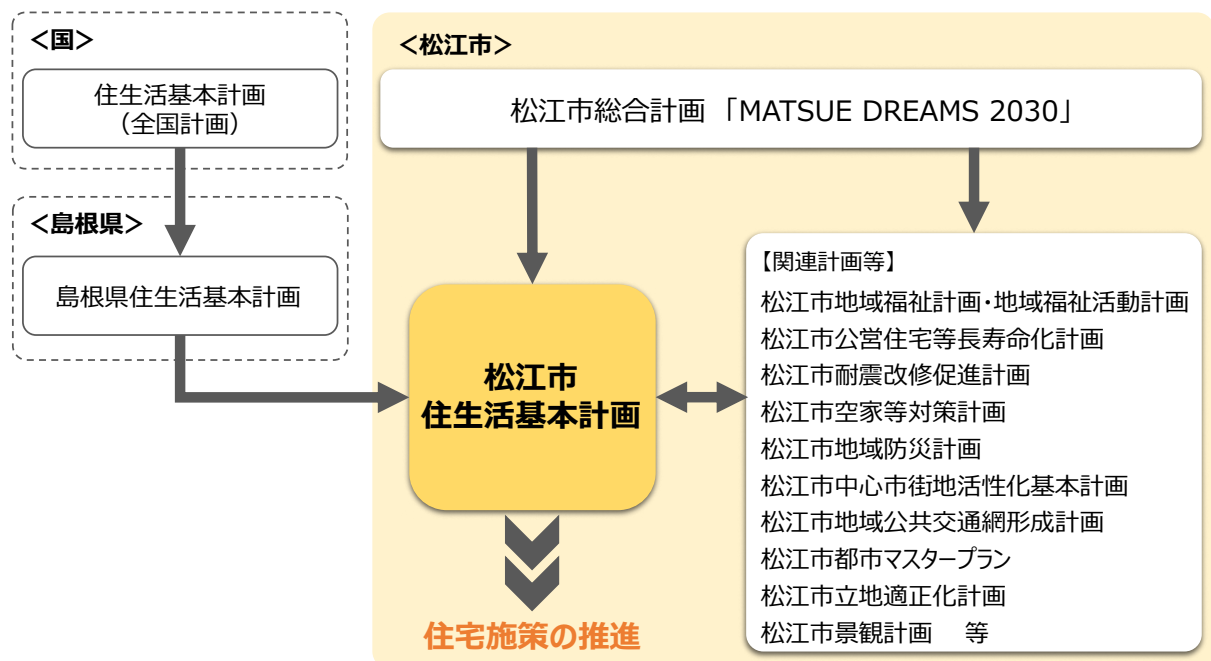 <国>
住生活基本計画
（全国計画）
<島根県>
島根県住生活基本計画
<松江市>
松江市総合計画 「MATSUE DREAMS 2030」
松江市
住生活基本計画
住宅施策の推進
【関連計画等】
松江市地域福祉計画・地域福祉活動計画
松江市公営住宅等長寿命化計画
松江市耐震改修促進計画
松江市空家等対策計画
松江市地域防災計画
松江市中心市街地活性化基本計画
松江市地域公共交通網形成計画
松江市都市マスタープラン
松江市立地適正化計画
松江市景観計画　等